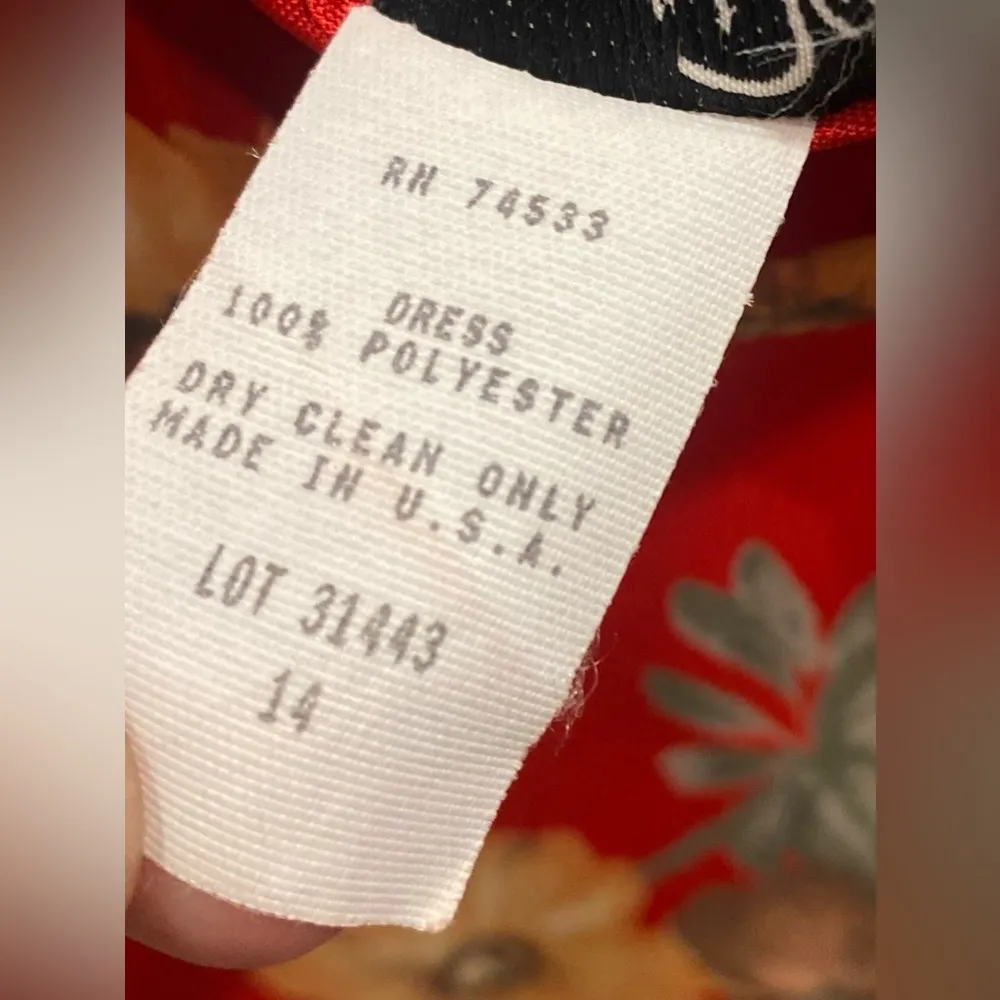 RN 74533
DRESS
100% POLYESTER
DRY CLEAN ONLY
MADE IN U.S.A.
LOT 31443
14